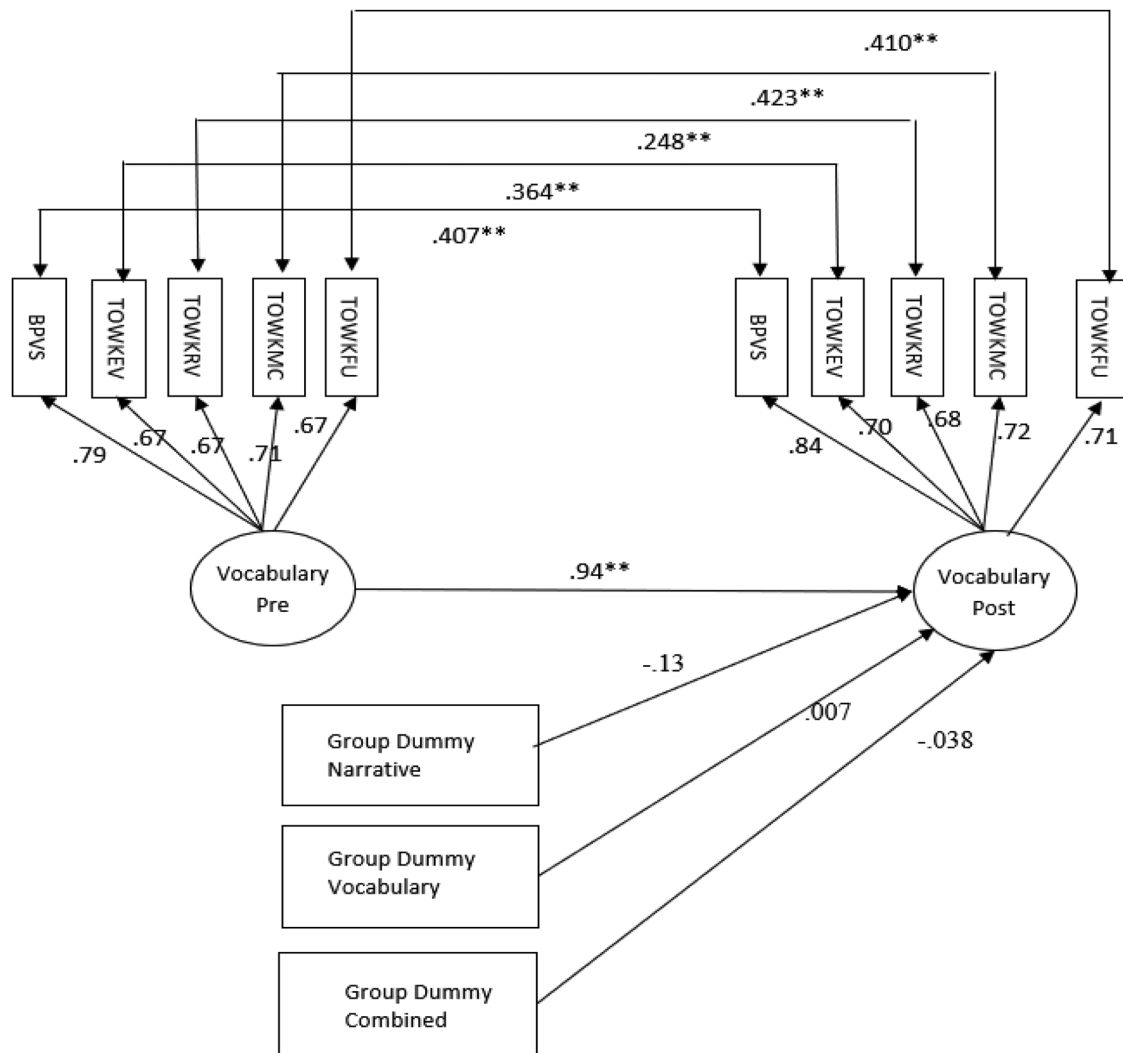 .410**
.423**
.248**
.364**
.407**
BPVS
TOWKEV
TOWKRV
TOWKMC
TOWKFU
BPVS
TOWKEV
TOWKRV
TOWKMC
TOWKFU
.79
.67
.67
.71
.67
.84
.70
.68
.72
.71
Vocabulary
Pre
.94**
Vocabulary
Post
-.13
.007
-.038
Group Dummy
Narrative
Group Dummy
Vocabulary
Group Dummy
Combined